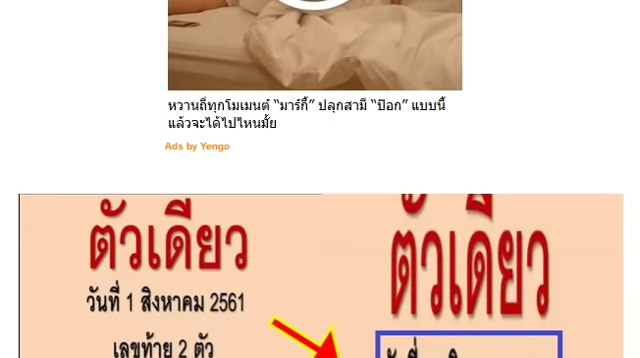 หวานถี่ทุกโมเมนต์ “มาร์กี้” ปลุกสามี “ป๊อก” แบบนี้
แล้วจะได้ไปไหนมั้ย
Ads by Yengo
ตัวเดียว
วันที่ 1 สิงหาคม 2561
เลขท้าย 2 ตัว
ตัวเดียว